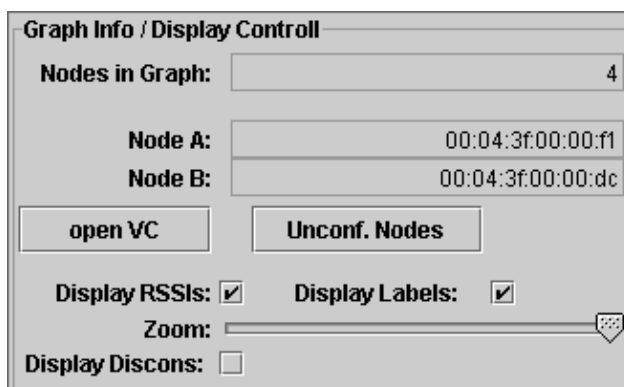 Graph Info / Display Controll
Nodes in Graph: 4
Node A: 00:04:3f:00:00:f1
Node B: 00:04:3f:00:00:dc
open VC Unconf. Nodes
Display RSSIs: Display Labels:
Zoom:
Display Discons: